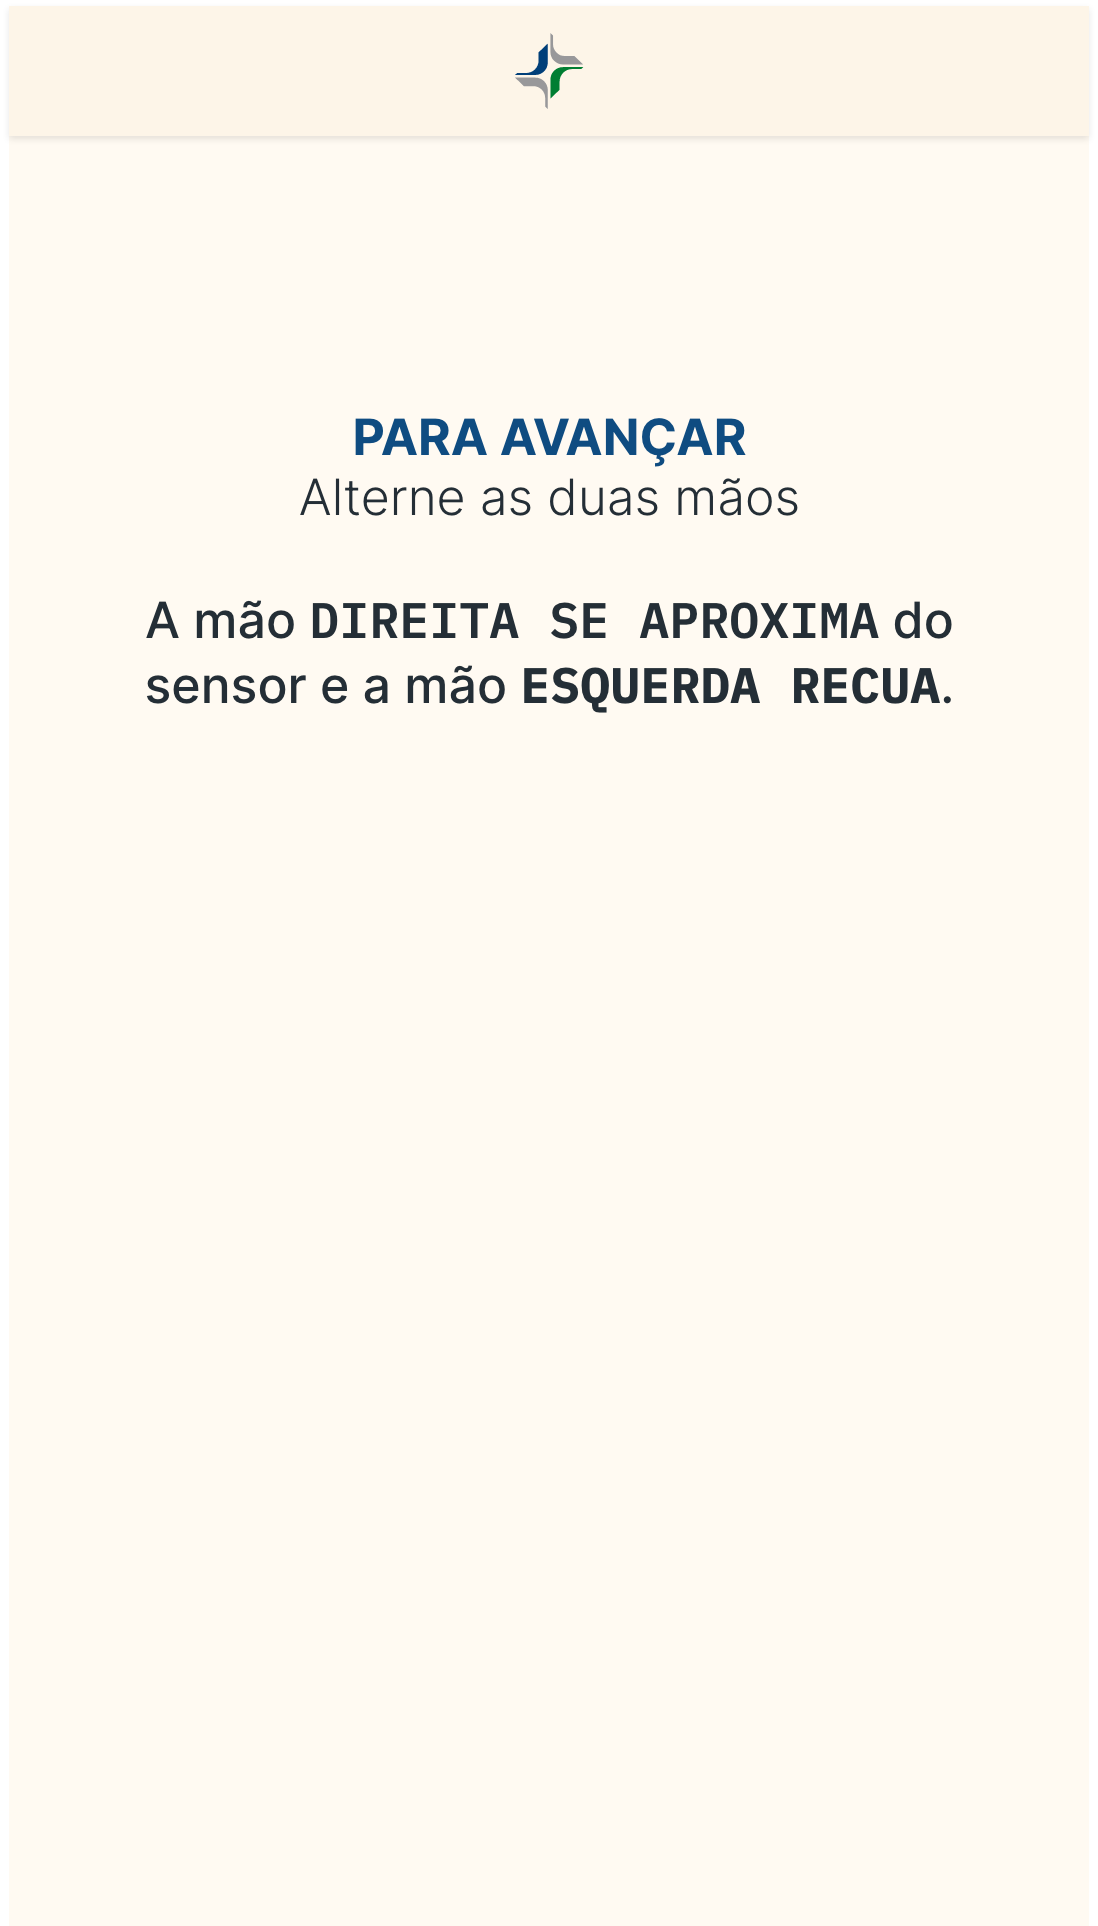 PARA AVANÇAR
Alterne as duas mãos
A mão DIREITA SE APROXIMA do
sensor e a mão ESQUERDA RECUA.